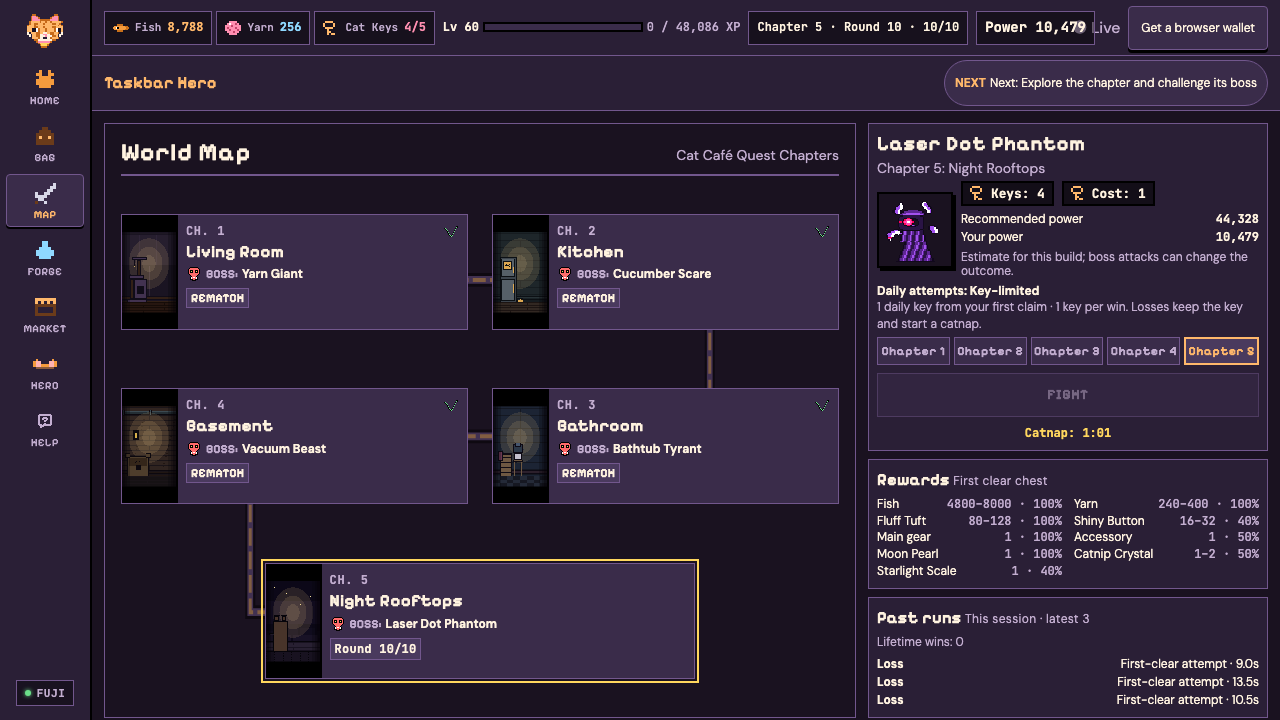 Fish 8,788
Yarn 256
Cat Keys 4/5
Lv 60
0 / 48,086 XP
Chapter 5 · Round 10 · 10/10
Power 10,479
Live
Get a browser wallet
Taskbar Hero
NEXT Next: Explore the chapter and challenge its boss
HOME
BAG
MAP
FORGE
MARKET
HERO
HELP
FUJI
World Map
Cat Café Quest Chapters
CH. 1
Living Room
BOSS: Yarn Giant
REMATCH
CH. 2
Kitchen
BOSS: Cucumber Scare
REMATCH
CH. 4
Basement
BOSS: Vacuum Beast
REMATCH
CH. 3
Bathroom
BOSS: Bathtub Tyrant
REMATCH
CH. 5
Night Rooftops
BOSS: Laser Dot Phantom
Round 10/10
Laser Dot Phantom
Chapter 5: Night Rooftops
Keys: 4
Cost: 1
Recommended power 44,328
Your power 10,479
Estimate for this build; boss attacks can change the
outcome.
Daily attempts: Key-limited
1 daily key from your first claim · 1 key per win. Losses keep the key
and start a catnap.
Chapter 1
Chapter 2
Chapter 3
Chapter 4
Chapter 5
FIGHT
Catnap: 1:01
Rewards First clear chest
Fish 4800-8000 · 100%
Yarn 240-400 · 100%
Fluff Tuft 80-128 · 100%
Shiny Button 16-32 · 40%
Main gear 1 · 100%
Accessory 1 · 50%
Moon Pearl 1 · 100%
Catnip Crystal 1-2 · 50%
Starlight Scale 1 · 40%
Past runs This session · latest 3
Lifetime wins: 0
Loss First-clear attempt · 9.0s
Loss First-clear attempt · 13.5s
Loss First-clear attempt · 10.5s